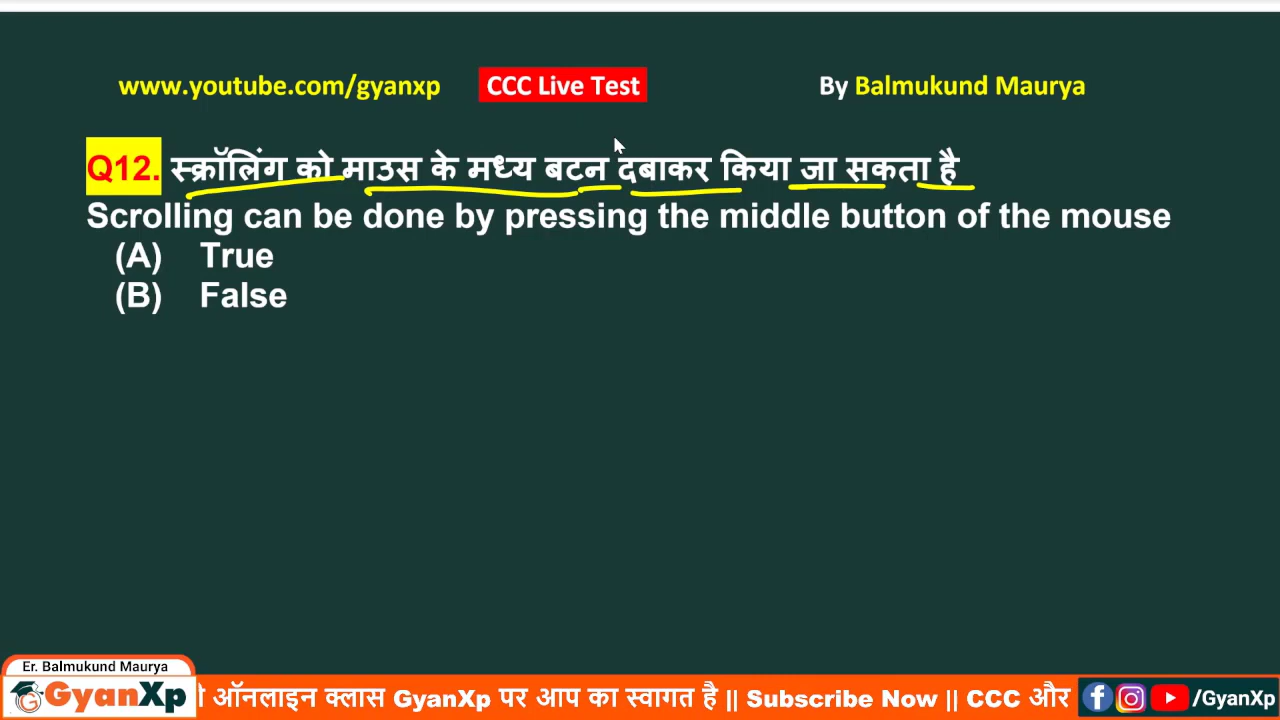 www.youtube.com/gyanxp CCC Live Test By Balmukund Maurya
Q12. स्क्रॉलिंग को माउस के मध्य बटन दबाकर किया जा सकता है
Scrolling can be done by pressing the middle button of the mouse
(A) True
(B) False
Er. Balmukund Maurya
GyanXp
ऑनलाइन क्लास GyanXp पर आप का स्वागत है || Subscribe Now || CCC और
/GyanXp